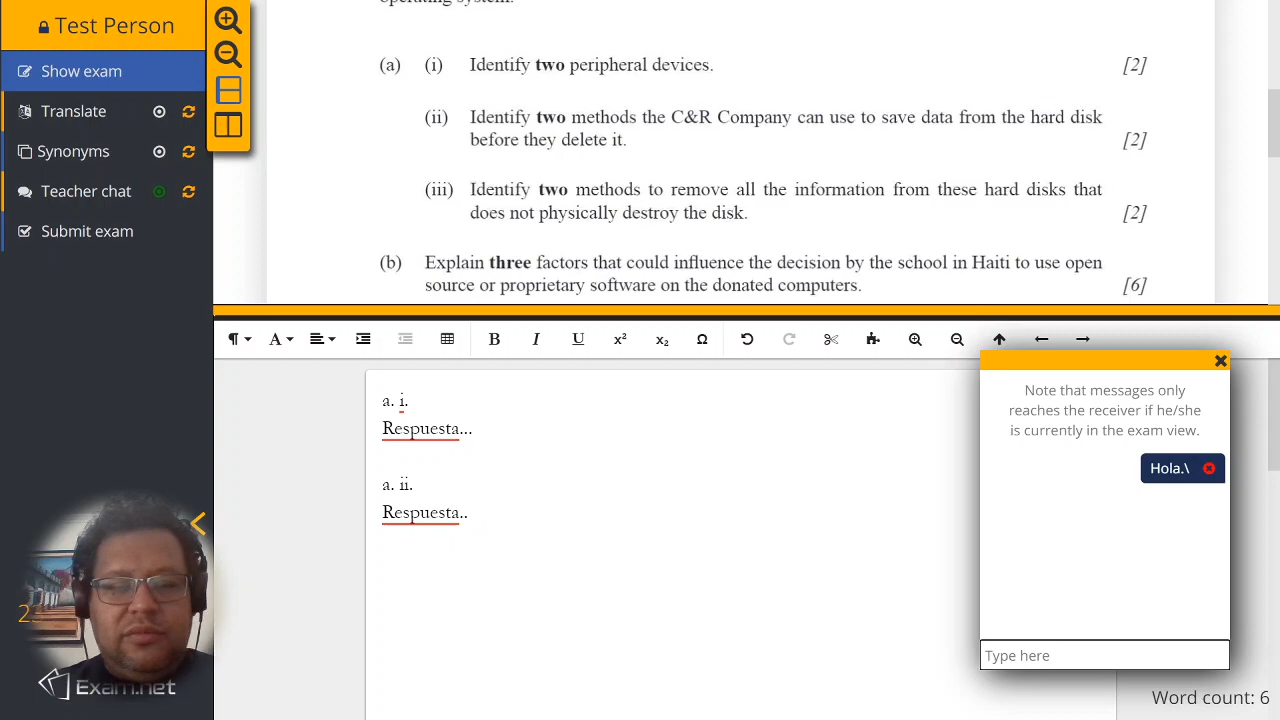 Test Person
Show exam
Translate
Synonyms
Teacher chat
Submit exam
operating system.
(a) (i) Identify two peripheral devices. [2]
(ii) Identify two methods the C&R Company can use to save data from the hard disk
before they delete it. [2]
(iii) Identify two methods to remove all the information from these hard disks that
does not physically destroy the disk. [2]
(b) Explain three factors that could influence the decision by the school in Haiti to use open
source or proprietary software on the donated computers. [6]
¶ A B I U x² x₂ Ω
a. i.
Respuesta...
a. ii.
Respuesta..
Note that messages only
reaches the receiver if he/she
is currently in the exam view.
Hola.\
Type here
Exam.net
Word count: 6